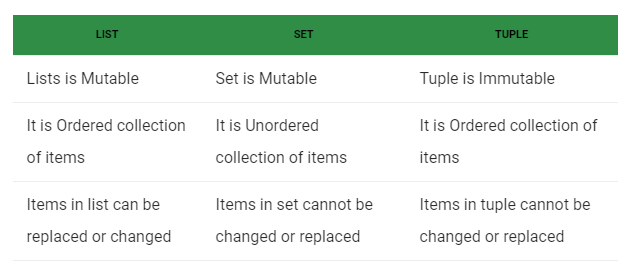 LIST SET TUPLE
Lists is Mutable Set is Mutable Tuple is Immutable
It is Ordered collection It is Unordered It is Ordered collection of
of items collection of items items
Items in list can be Items in set cannot be Items in tuple cannot be
replaced or changed changed or replaced changed or replaced